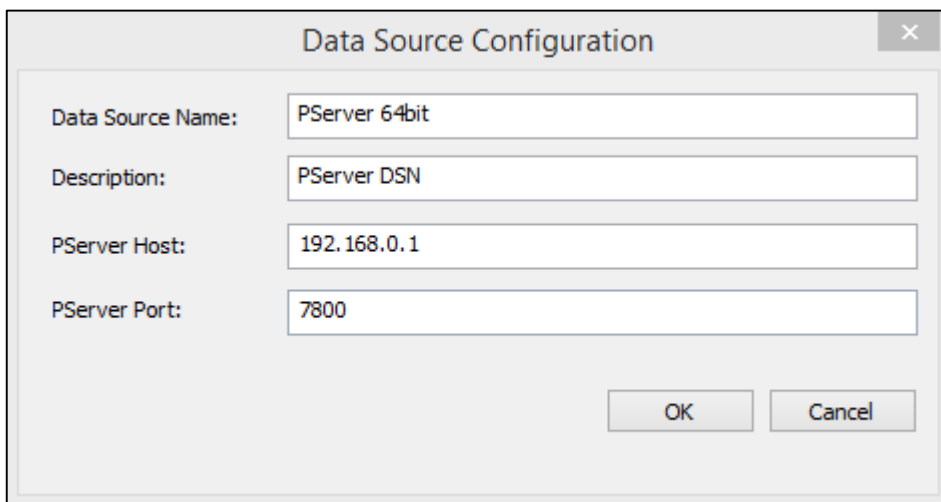 Data Source Configuration
Data Source Name: PServer 64bit
Description: PServer DSN
PServer Host: 192.168.0.1
PServer Port: 7800
OK Cancel